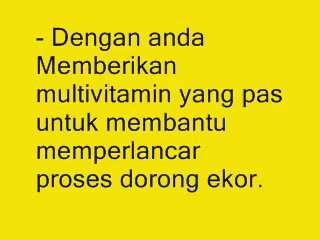 - Dengan anda
Memberikan
multivitamin yang pas
untuk membantu
memperlancar
proses dorong ekor.